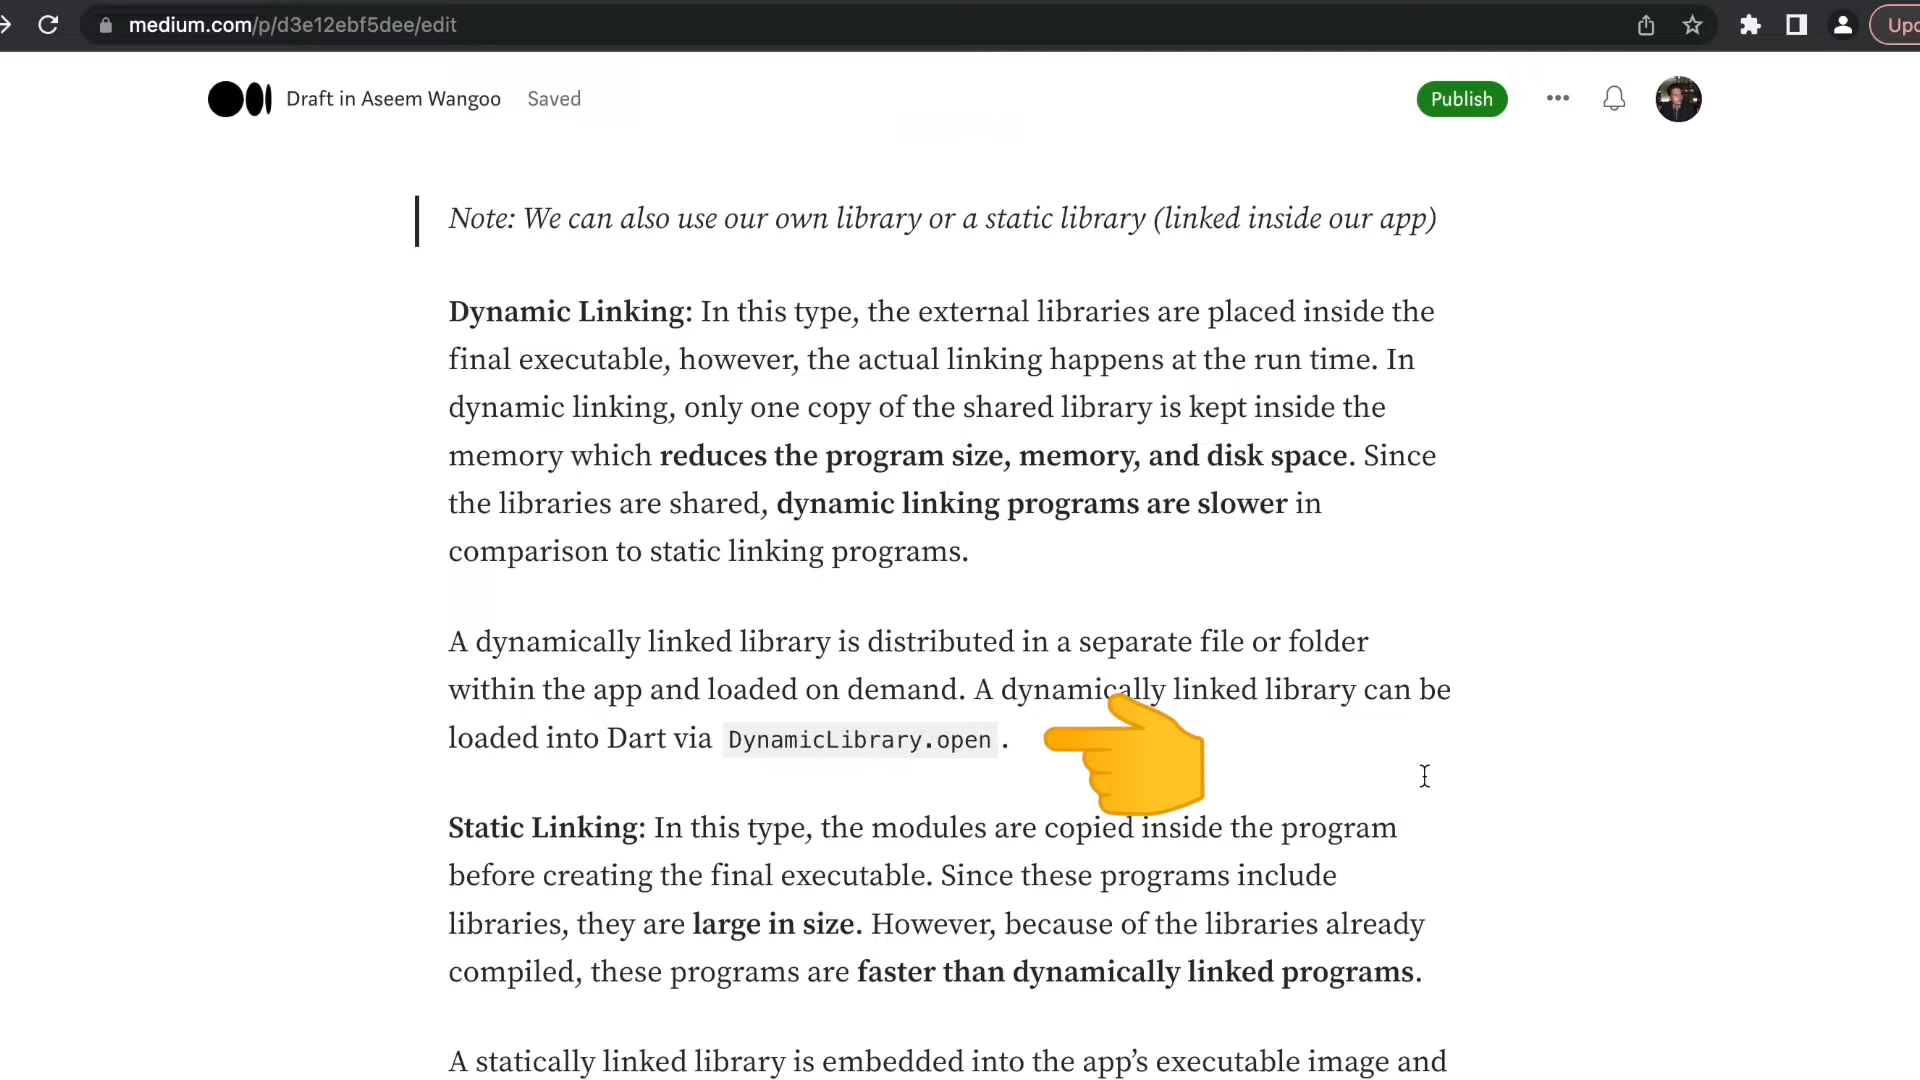 medium.com/p/d3e12ebf5dee/edit
Upd
Draft in Aseem Wangoo Saved
Publish
Note: We can also use our own library or a static library (linked inside our app)
Dynamic Linking: In this type, the external libraries are placed inside the
final executable, however, the actual linking happens at the run time. In
dynamic linking, only one copy of the shared library is kept inside the
memory which reduces the program size, memory, and disk space. Since
the libraries are shared, dynamic linking programs are slower in
comparison to static linking programs.
A dynamically linked library is distributed in a separate file or folder
within the app and loaded on demand. A dynamically linked library can be
loaded into Dart via DynamicLibrary.open .
Static Linking: In this type, the modules are copied inside the program
before creating the final executable. Since these programs include
libraries, they are large in size. However, because of the libraries already
compiled, these programs are faster than dynamically linked programs.
A statically linked library is embedded into the app’s executable image and